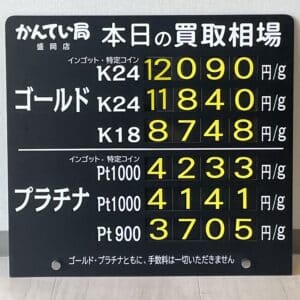 かんてい局
盛岡店
本日の買取相場
インゴット・特定コイン
K24 12090 円/g
ゴールド K24 11840 円/g
K18 8748 円/g
インゴット・特定コイン
Pt1000 4233 円/g
プラチナ Pt1000 4141 円/g
Pt900 3705 円/g
ゴールド・プラチナともに、手数料は一切いただきません